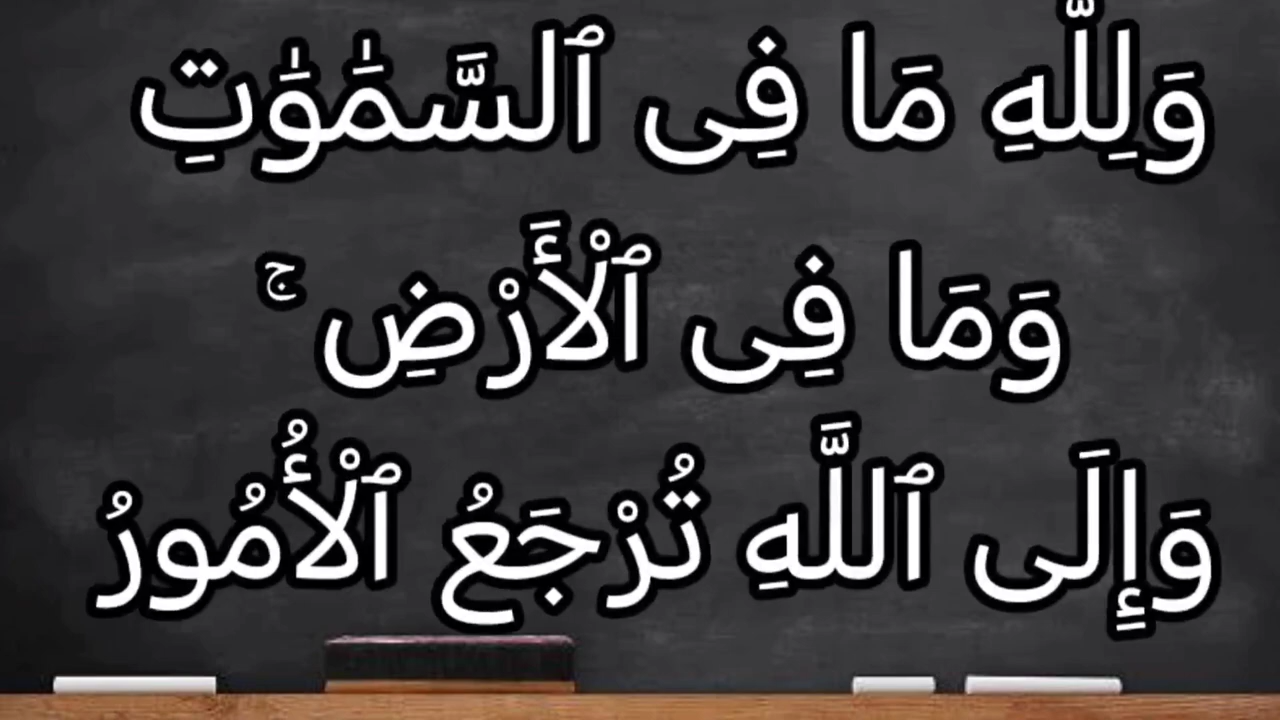 وَلِلَّهِ مَا فِى ٱلسَّمَٰوَٰتِ
وَمَا فِى ٱلْأَرْضِ ۚ
وَإِلَى ٱللَّهِ تُرْجَعُ ٱلْأُمُورُ